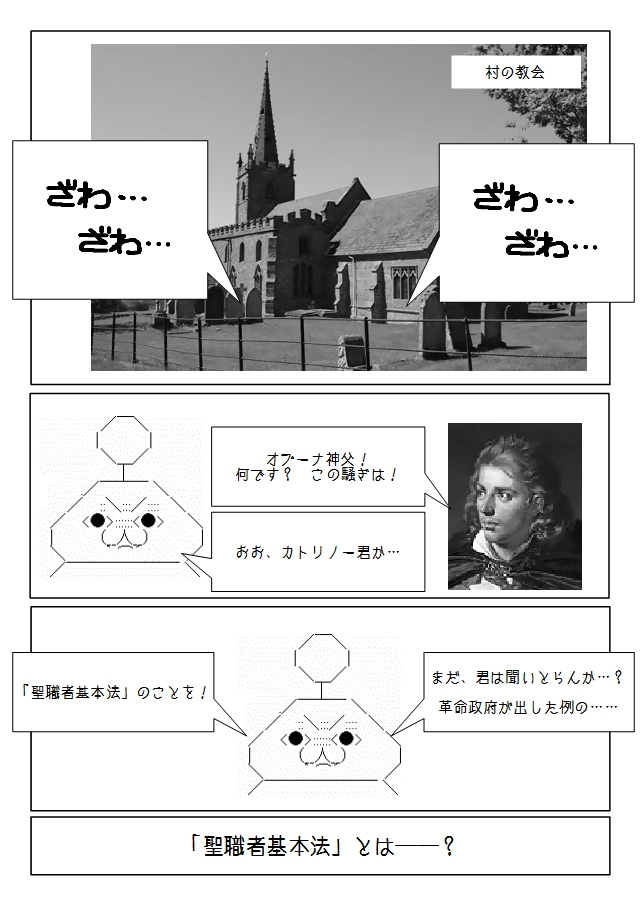 村の教会
ざわ…
ざわ…
ざわ…
ざわ…
オプーナ神父！
何です？ この騒ぎは！
おお、カトリノー君か…
まだ、君は聞いとらんか…？
革命政府が出した例の……
「聖職者基本法」のことを！
「聖職者基本法」とは――？